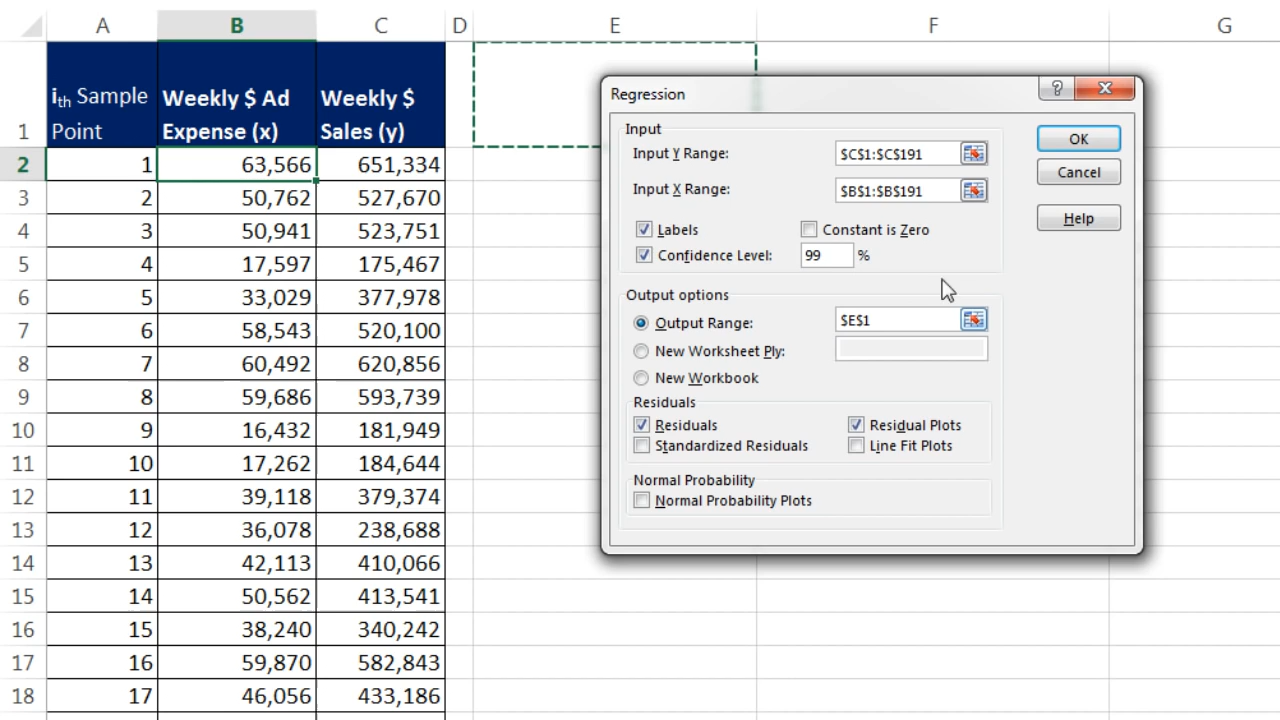 A B C D E F G
1 i_th Sample Point Weekly $ Ad Expense (x) Weekly $ Sales (y)
2 1 63,566 651,334
3 2 50,762 527,670
4 3 50,941 523,751
5 4 17,597 175,467
6 5 33,029 377,978
7 6 58,543 520,100
8 7 60,492 620,856
9 8 59,686 593,739
10 9 16,432 181,949
11 10 17,262 184,644
12 11 39,118 379,374
13 12 36,078 238,688
14 13 42,113 410,066
15 14 50,562 413,541
16 15 38,240 340,242
17 16 59,870 582,843
18 17 46,056 433,186
Regression
?
Input
Input Y Range: $C$1:$C$191
Input X Range: $B$1:$B$191
Labels Constant is Zero
Confidence Level: 99 %
Output options
Output Range: $E$1
New Worksheet Ply:
New Workbook
Residuals
Residuals Residual Plots
Standardized Residuals Line Fit Plots
Normal Probability
Normal Probability Plots
OK
Cancel
Help